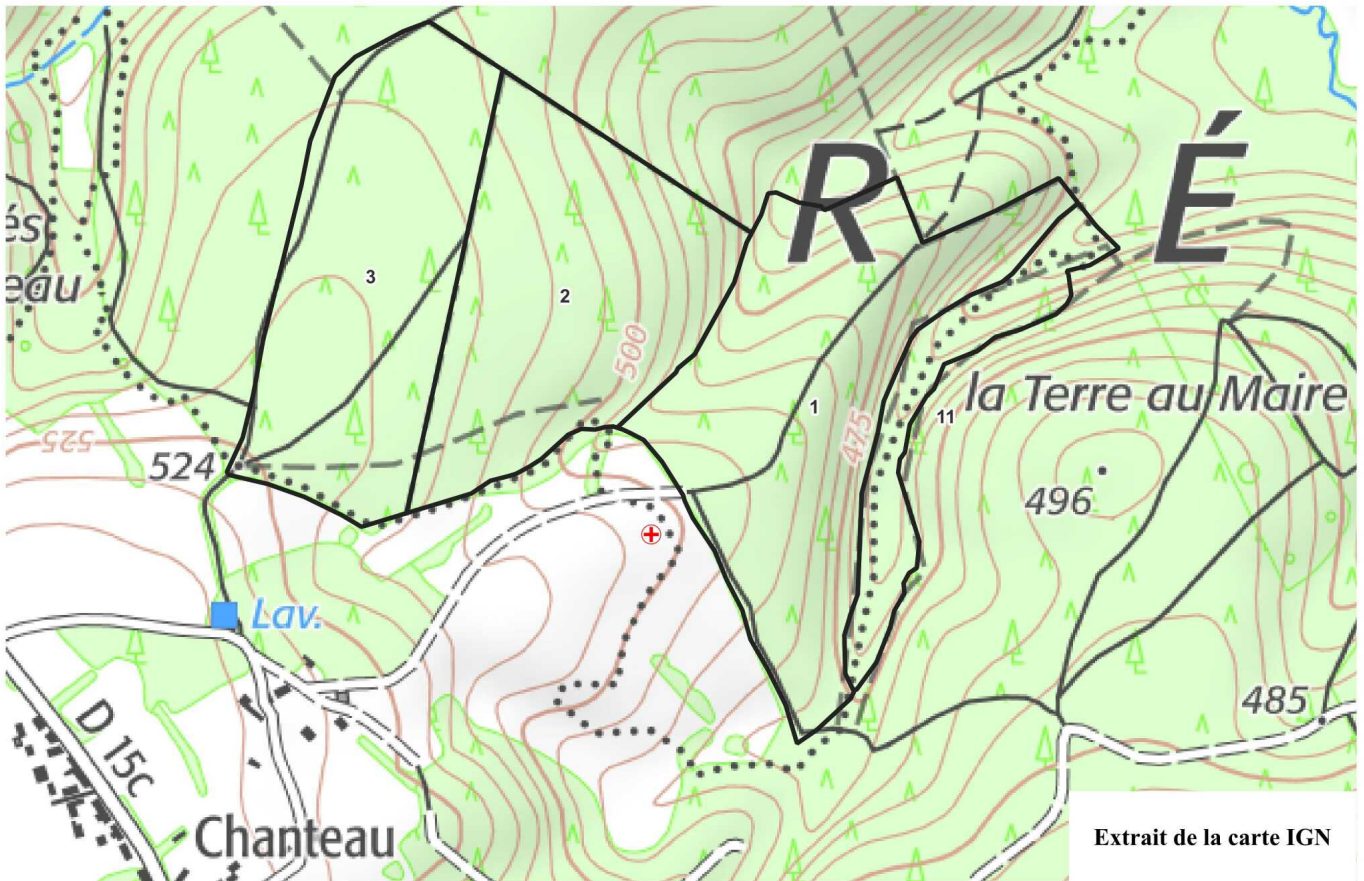 R É
és
eau
3
2
500
1
475
11
la Terre au Maire
525
524
496
Lav.
485
D 15c
Chanteau
Extrait de la carte IGN